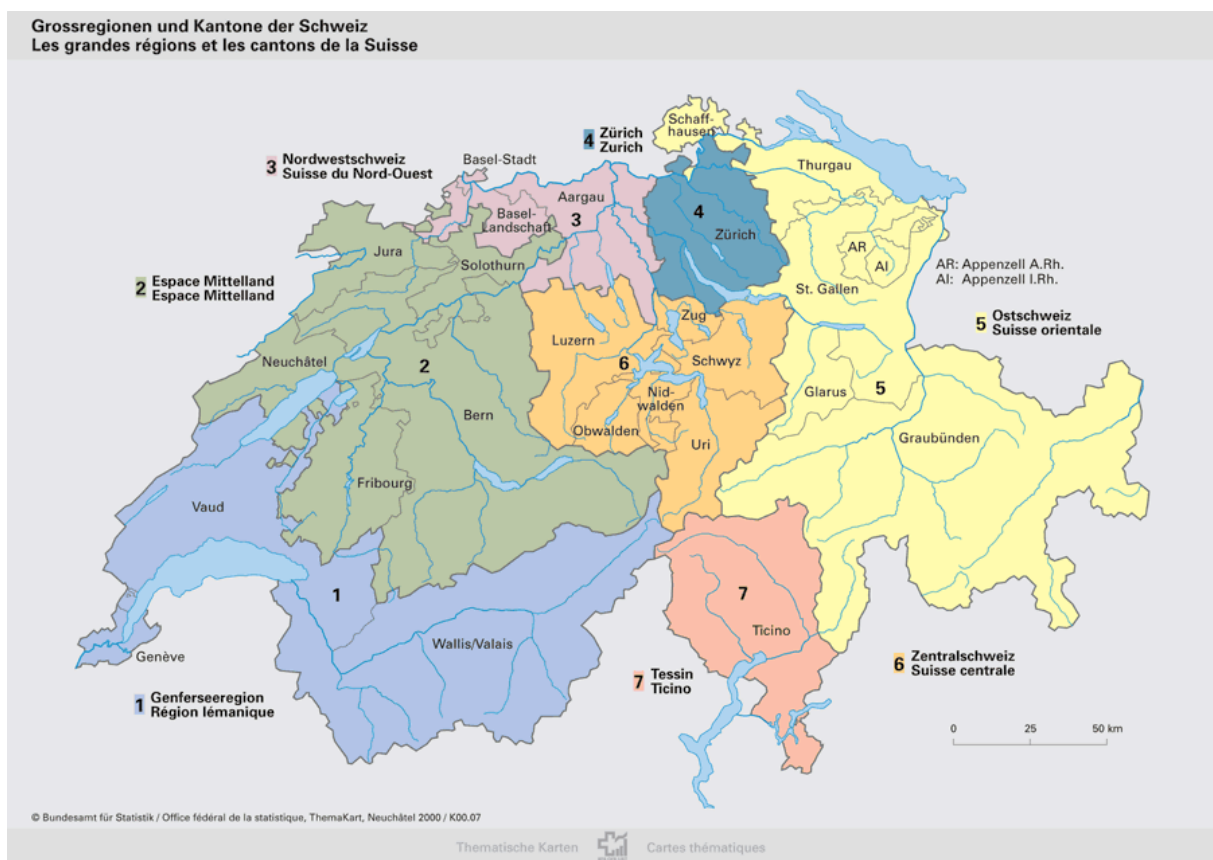 Grossregionen und Kantone der Schweiz
Les grandes régions et les cantons de la Suisse
Schaff-
hausen
4 Zürich
Zurich
Basel-Stadt
3 Nordwestschweiz
Suisse du Nord-Ouest
Thurgau
Aargau
3
4
Basel-
Landschaft
Zürich
Jura
AR
AI
AR: Appenzell A.Rh.
AI: Appenzell I.Rh.
Solothurn
2 Espace Mittelland
Espace Mittelland
St. Gallen
5 Ostschweiz
Suisse orientale
Zug
Luzern
Neuchâtel
2
6
Schwyz
Nid-
walden
Glarus
5
Bern
Obwalden
Uri
Graubünden
Fribourg
Vaud
1
7
Ticino
Wallis/Valais
Genève
6 Zentralschweiz
Suisse centrale
7 Tessin
Ticino
1 Genferseeregion
Région lémanique
0 25 50 km
© Bundesamt für Statistik / Office fédéral de la statistique, ThemaKart, Neuchâtel 2000 / K00.07
Thematische Karten Cartes thématiques